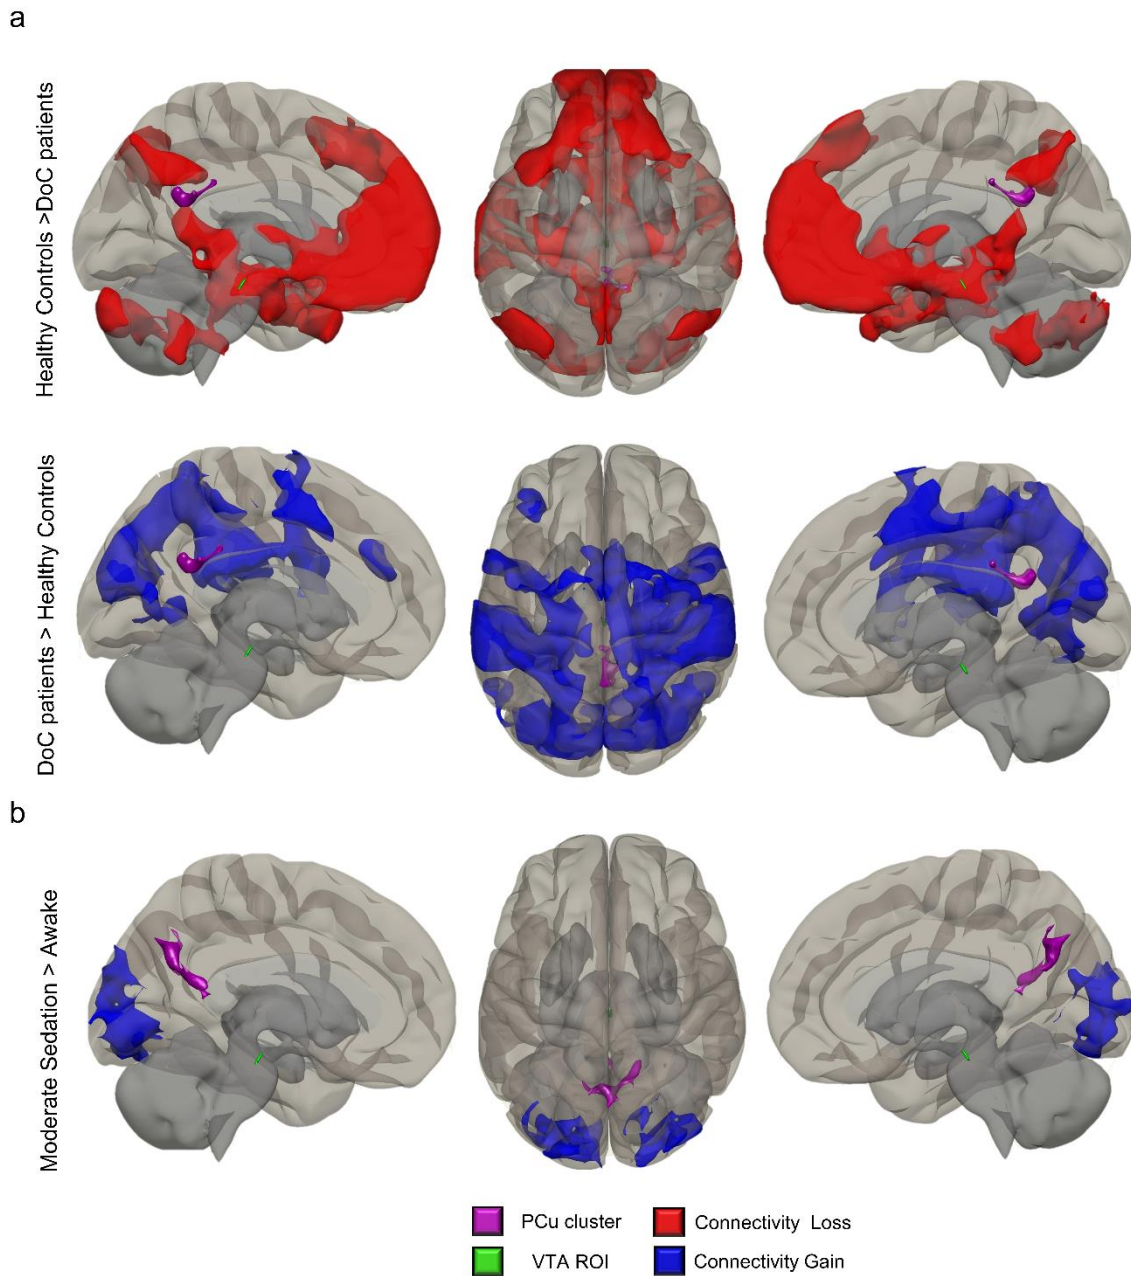 a
Healthy Controls >DoC patients
DoC patients > Healthy Controls
b
Moderate Sedation > Awake
PCu cluster
Connectivity Loss
VTA ROI
Connectivity Gain